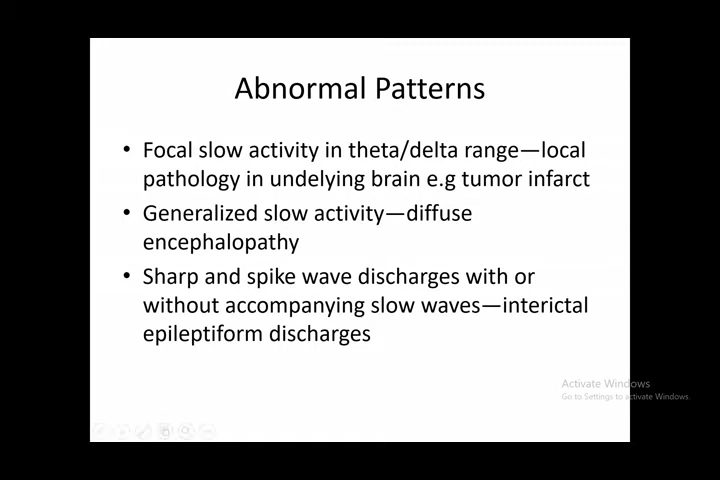 Abnormal Patterns
• Focal slow activity in theta/delta range—local
pathology in undelying brain e.g tumor infarct
• Generalized slow activity—diffuse
encephalopathy
• Sharp and spike wave discharges with or
without accompanying slow waves—interictal
epileptiform discharges
Activate Windows
Go to Settings to activate Windows.